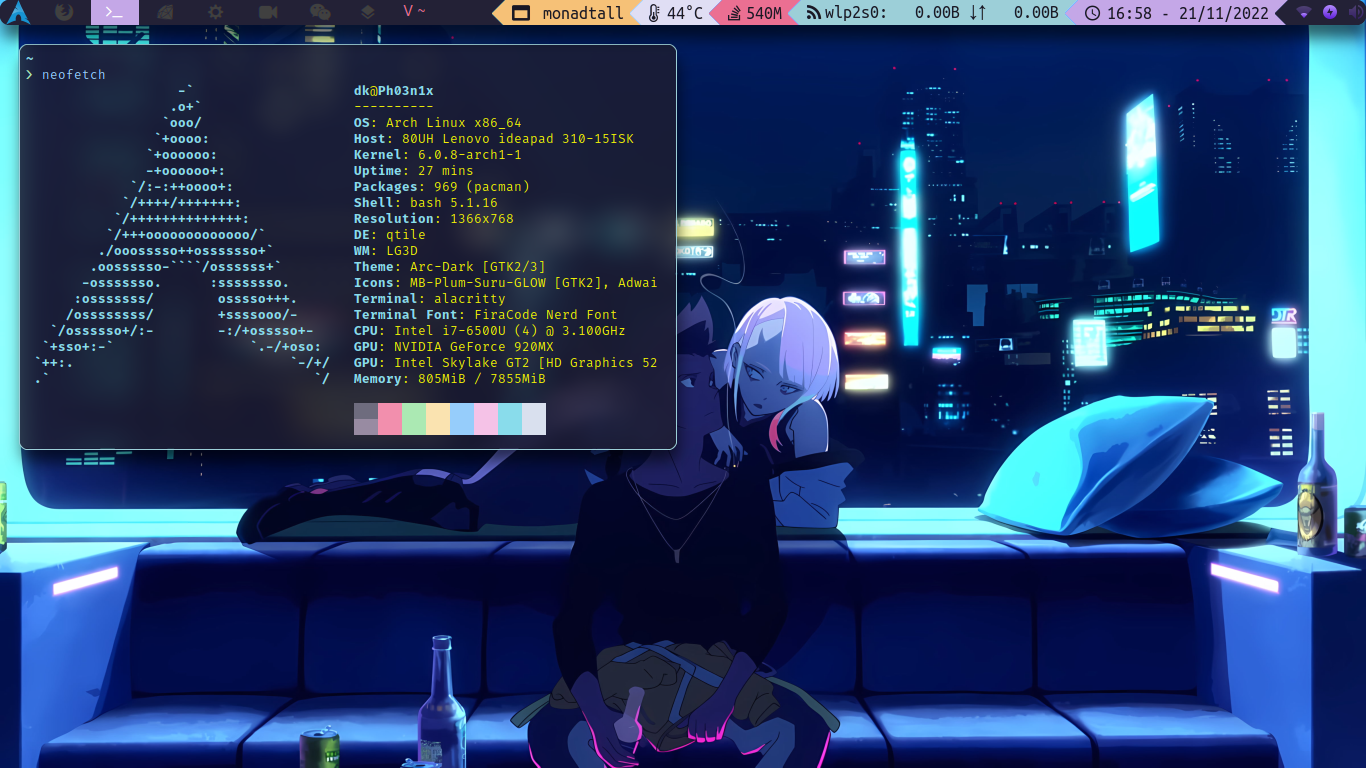 >_
V ~
monadtall
44°C
540M
wlp2s0: 0.00B ↓↑ 0.00B
16:58 - 21/11/2022
~
❯ neofetch
-`
.o+`
`ooo/
`+oooo:
`+oooooo:
-+oooooo+:
`/:-:++oooo+:
`/++++/+++++++:
`/++++++++++++++:
`/+++ooooooooooooo/`
./ooosssso++osssssso+`
.oossssso-````/ossssss+`
-osssssso.      :ssssssso.
:osssssss/        osssso+++.
/ossssssss/        +ssssooo/-
`/ossssso+/:-        -:/+osssso+-
`+sso+:-`                 `.-/+oso:
`++:.                           `-/+/
.`                                 `/
dk@Ph03n1x
----------
OS: Arch Linux x86_64
Host: 80UH Lenovo ideapad 310-15ISK
Kernel: 6.0.8-arch1-1
Uptime: 27 mins
Packages: 969 (pacman)
Shell: bash 5.1.16
Resolution: 1366x768
DE: qtile
WM: LG3D
Theme: Arc-Dark [GTK2/3]
Icons: MB-Plum-Suru-GLOW [GTK2], Adwai
Terminal: alacritty
Terminal Font: FiraCode Nerd Font
CPU: Intel i7-6500U (4) @ 3.100GHz
GPU: NVIDIA GeForce 920MX
GPU: Intel Skylake GT2 [HD Graphics 52
Memory: 805MiB / 7855MiB